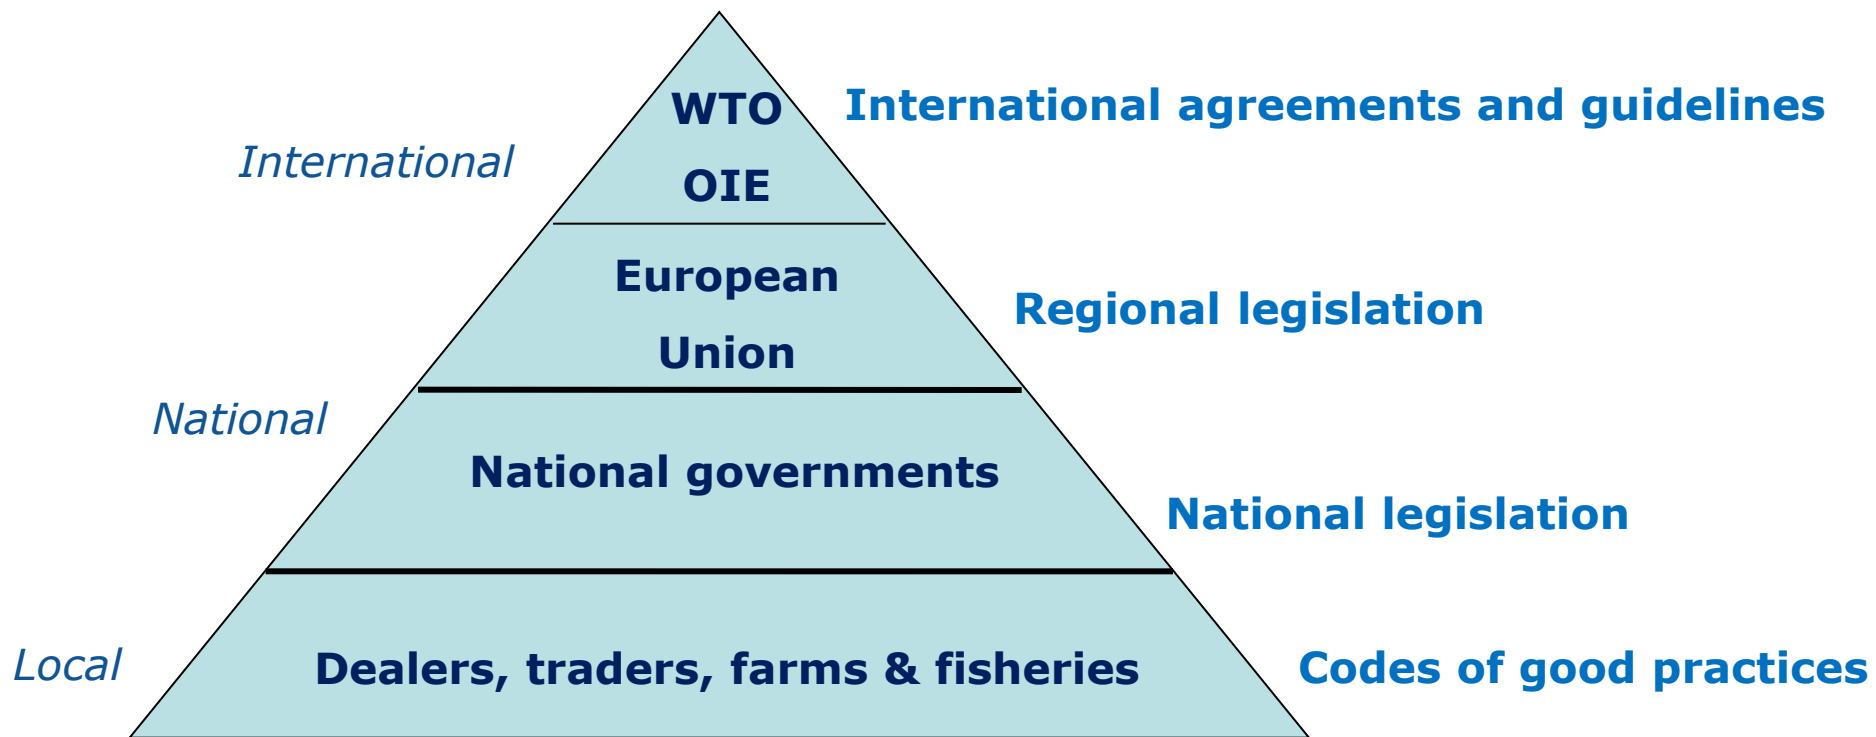 WTO
International agreements and guidelines
International
OIE
European
Regional legislation
Union
National
National governments
National legislation
Local
Dealers, traders, farms & fisheries
Codes of good practices